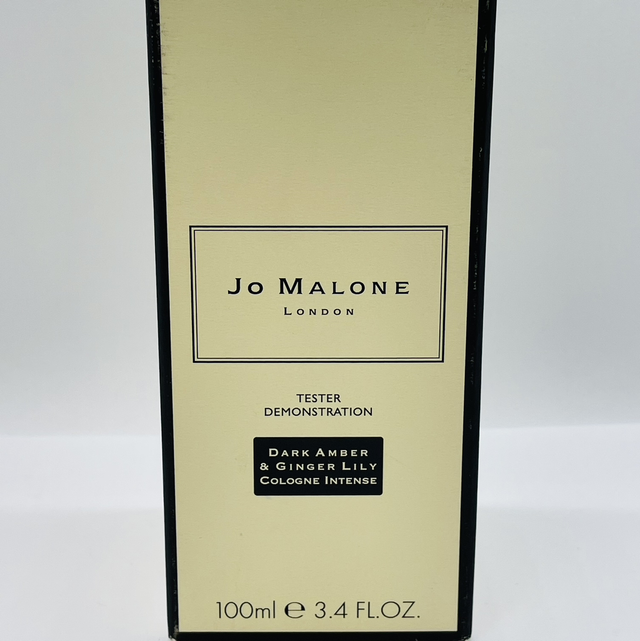 Jo Malone
London
TESTER
DEMONSTRATION
Dark Amber
& Ginger Lily
Cologne Intense
100ml ℮ 3.4 FL.OZ.